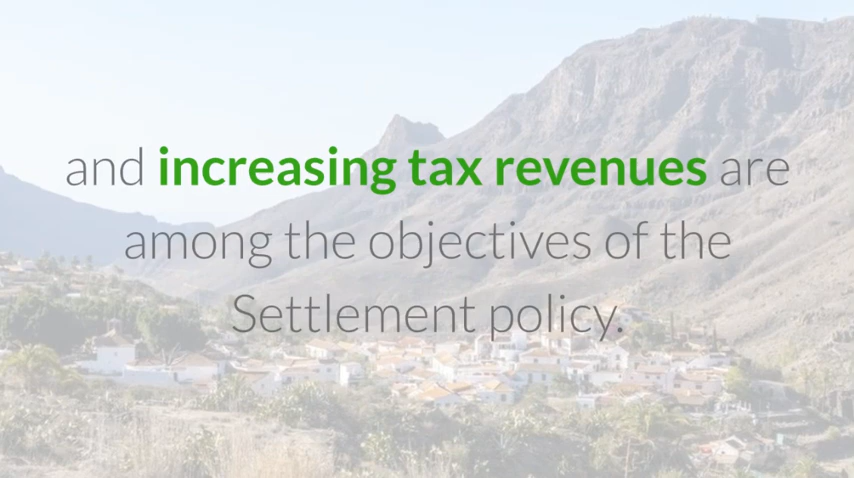 and increasing tax revenues are
among the objectives of the
Settlement policy.